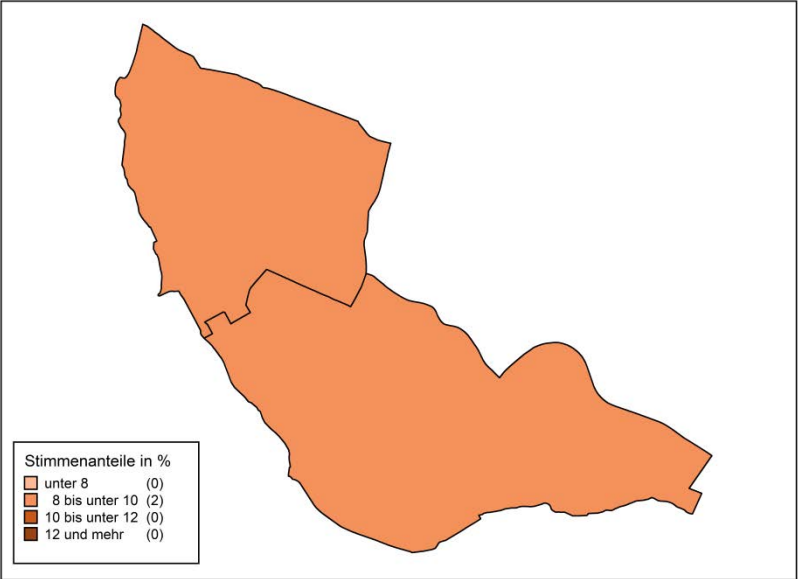 Stimmenanteile in %
unter 8 (0)
8 bis unter 10 (2)
10 bis unter 12 (0)
12 und mehr (0)